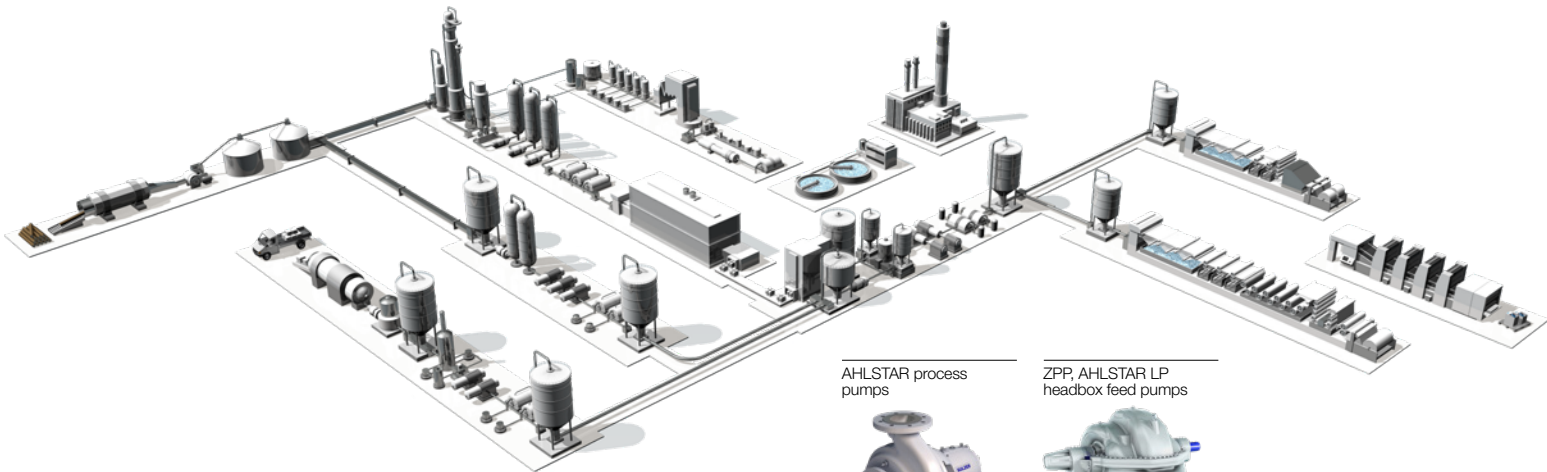 AHLSTAR process
pumps
ZPP, AHLSTAR LP
headbox feed pumps